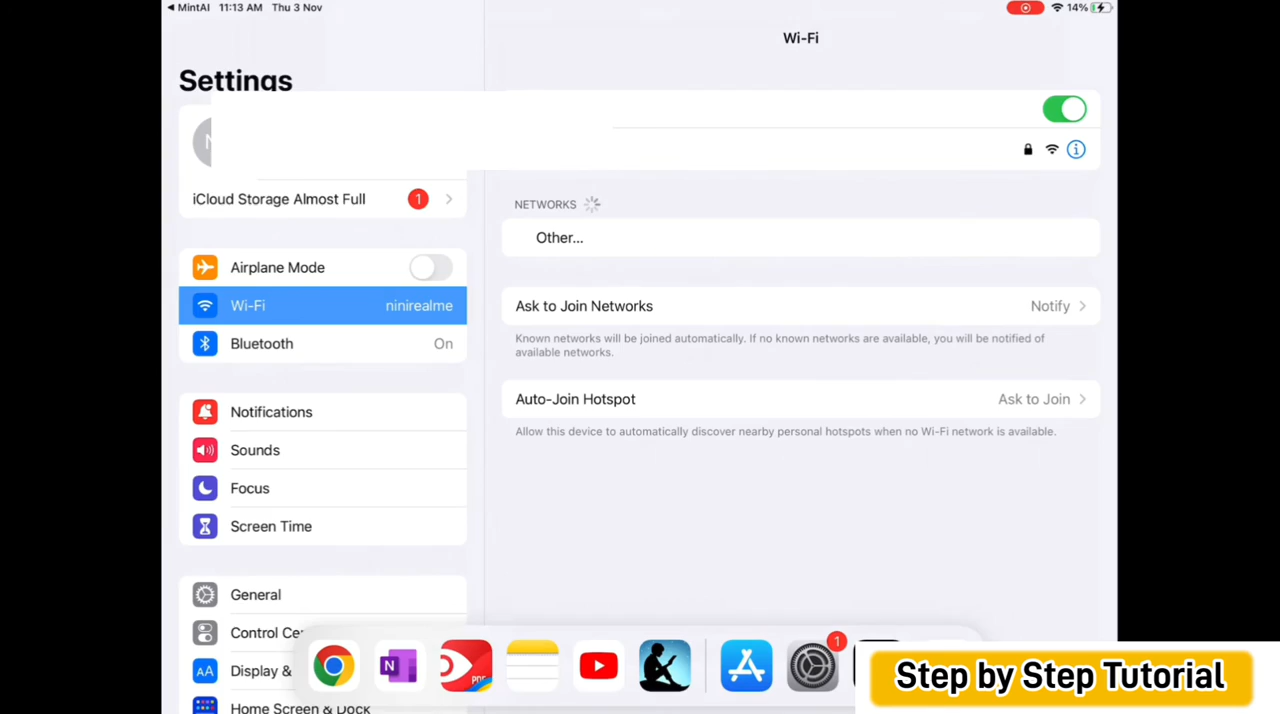 MintAI 11:13 AM Thu 3 Nov
14%
Wi-Fi
Settings
N
iCloud Storage Almost Full 1
NETWORKS
Other...
Airplane Mode
Wi-Fi ninirealme
Bluetooth On
Ask to Join Networks Notify
Known networks will be joined automatically. If no known networks are available, you will be notified of
available networks.
Auto-Join Hotspot Ask to Join
Allow this device to automatically discover nearby personal hotspots when no Wi-Fi network is available.
Notifications
Sounds
Focus
Screen Time
General
Control Ce
AA Display &
Home Screen & Dock
N
PDF
1
Step by Step Tutorial